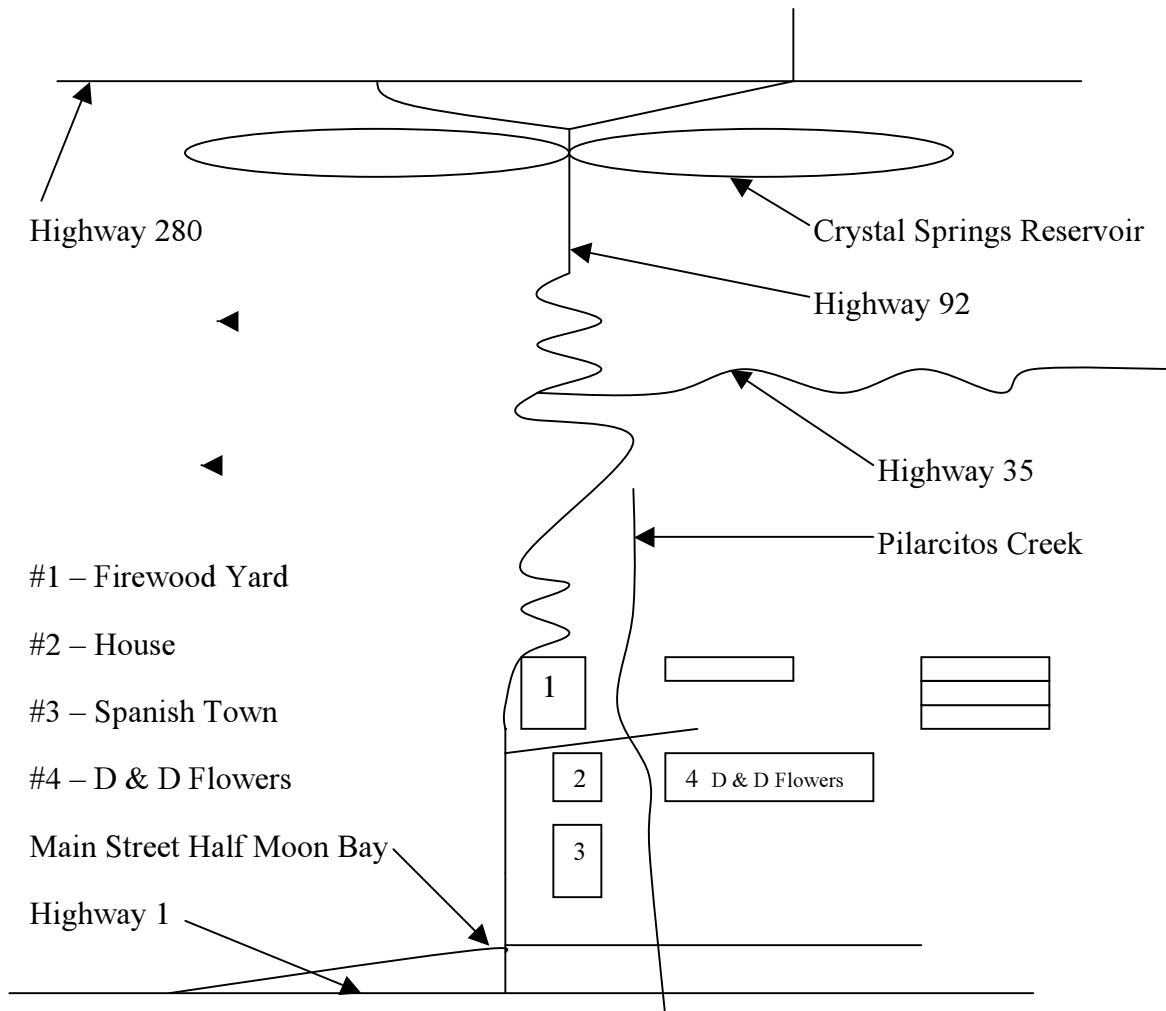 Highway 280
Crystal Springs Reservoir
Highway 92
Highway 35
Pilarcitos Creek
#1 – Firewood Yard
#2 – House
1
#3 – Spanish Town
#4 – D & D Flowers
2
4 D & D Flowers
Main Street Half Moon Bay
3
Highway 1